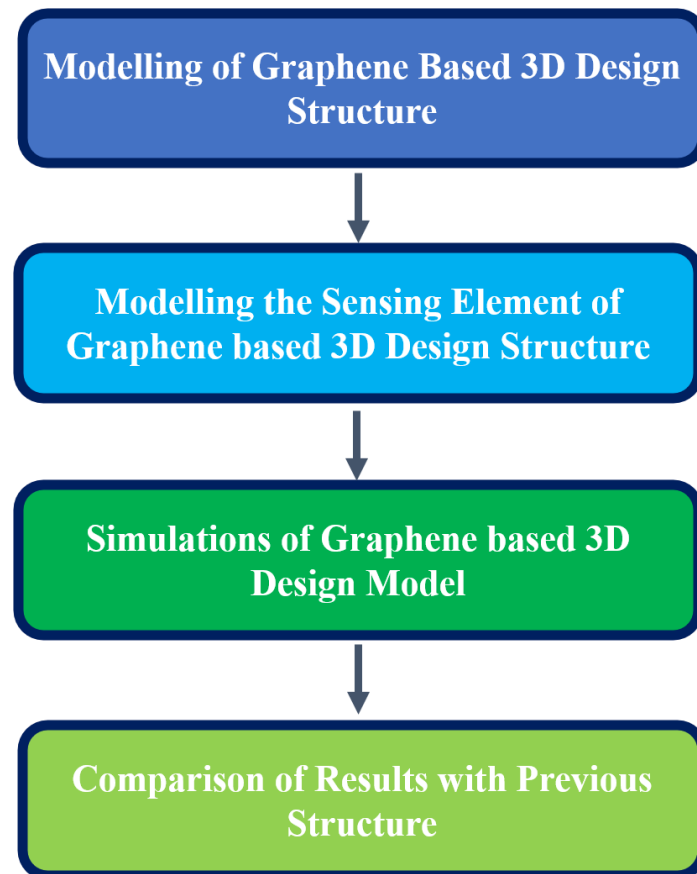 Modelling of Graphene Based 3D Design
Structure
Modelling the Sensing Element of
Graphene based 3D Design Structure
Simulations of Graphene based 3D
Design Model
Comparison of Results with Previous
Structure